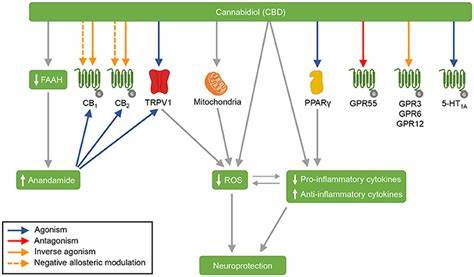 Cannabidiol (CBD)
↓ FAAH
CB1
CB2
TRPV1
Mitochondria
PPARγ
GPR55
GPR3
GPR6
GPR12
5-HT1A
G
G
G
G
G
↑ Anandamide
↓ ROS
↓ Pro-inflammatory cytokines
↑ Anti-inflammatory cytokines
Neuroprotection
Agonism
Antagonism
Inverse agonism
Negative allosteric modulation